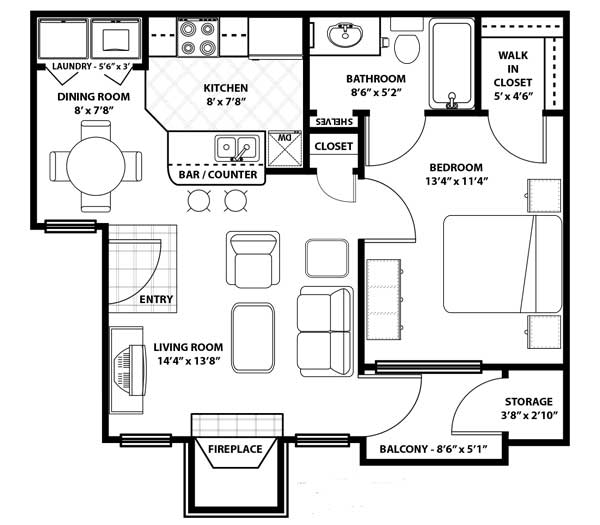 LAUNDRY - 5'6" x 3'
DINING ROOM
8' x 7'8"
KITCHEN
8' x 7'8"
BATHROOM
8'6" x 5'2"
WALK
IN
CLOSET
5' x 4'6"
SHELVES
DW
CLOSET
BAR / COUNTER
BEDROOM
13'4" x 11'4"
ENTRY
LIVING ROOM
14'4" x 13'8"
STORAGE
3'8" x 2'10"
FIREPLACE
BALCONY - 8'6" x 5'1"